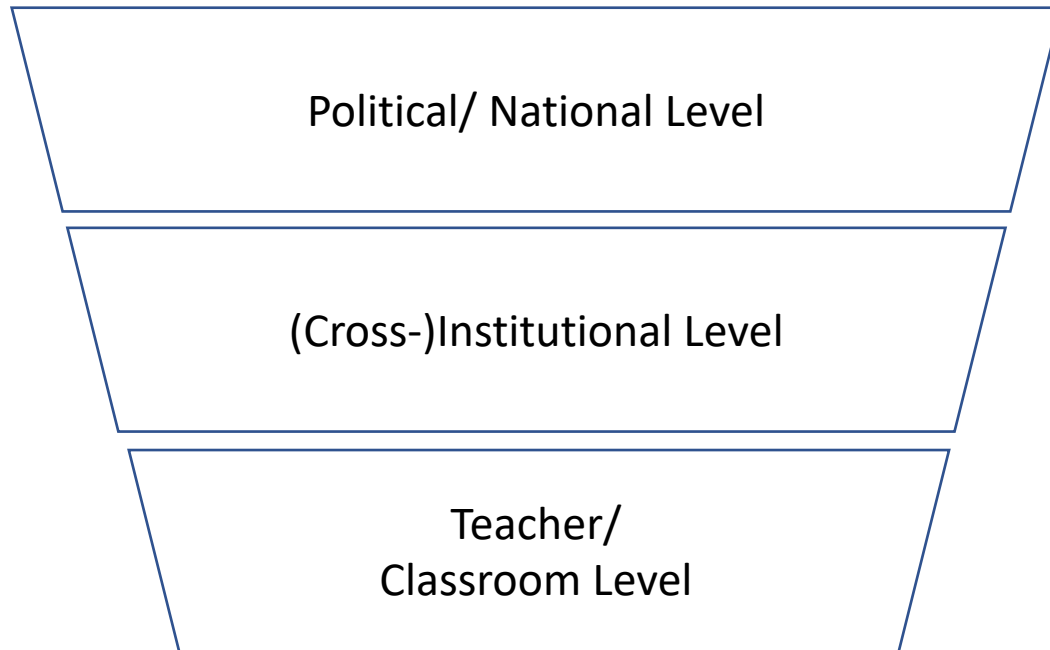 Political/ National Level
(Cross-)Institutional Level
Teacher/
Classroom Level